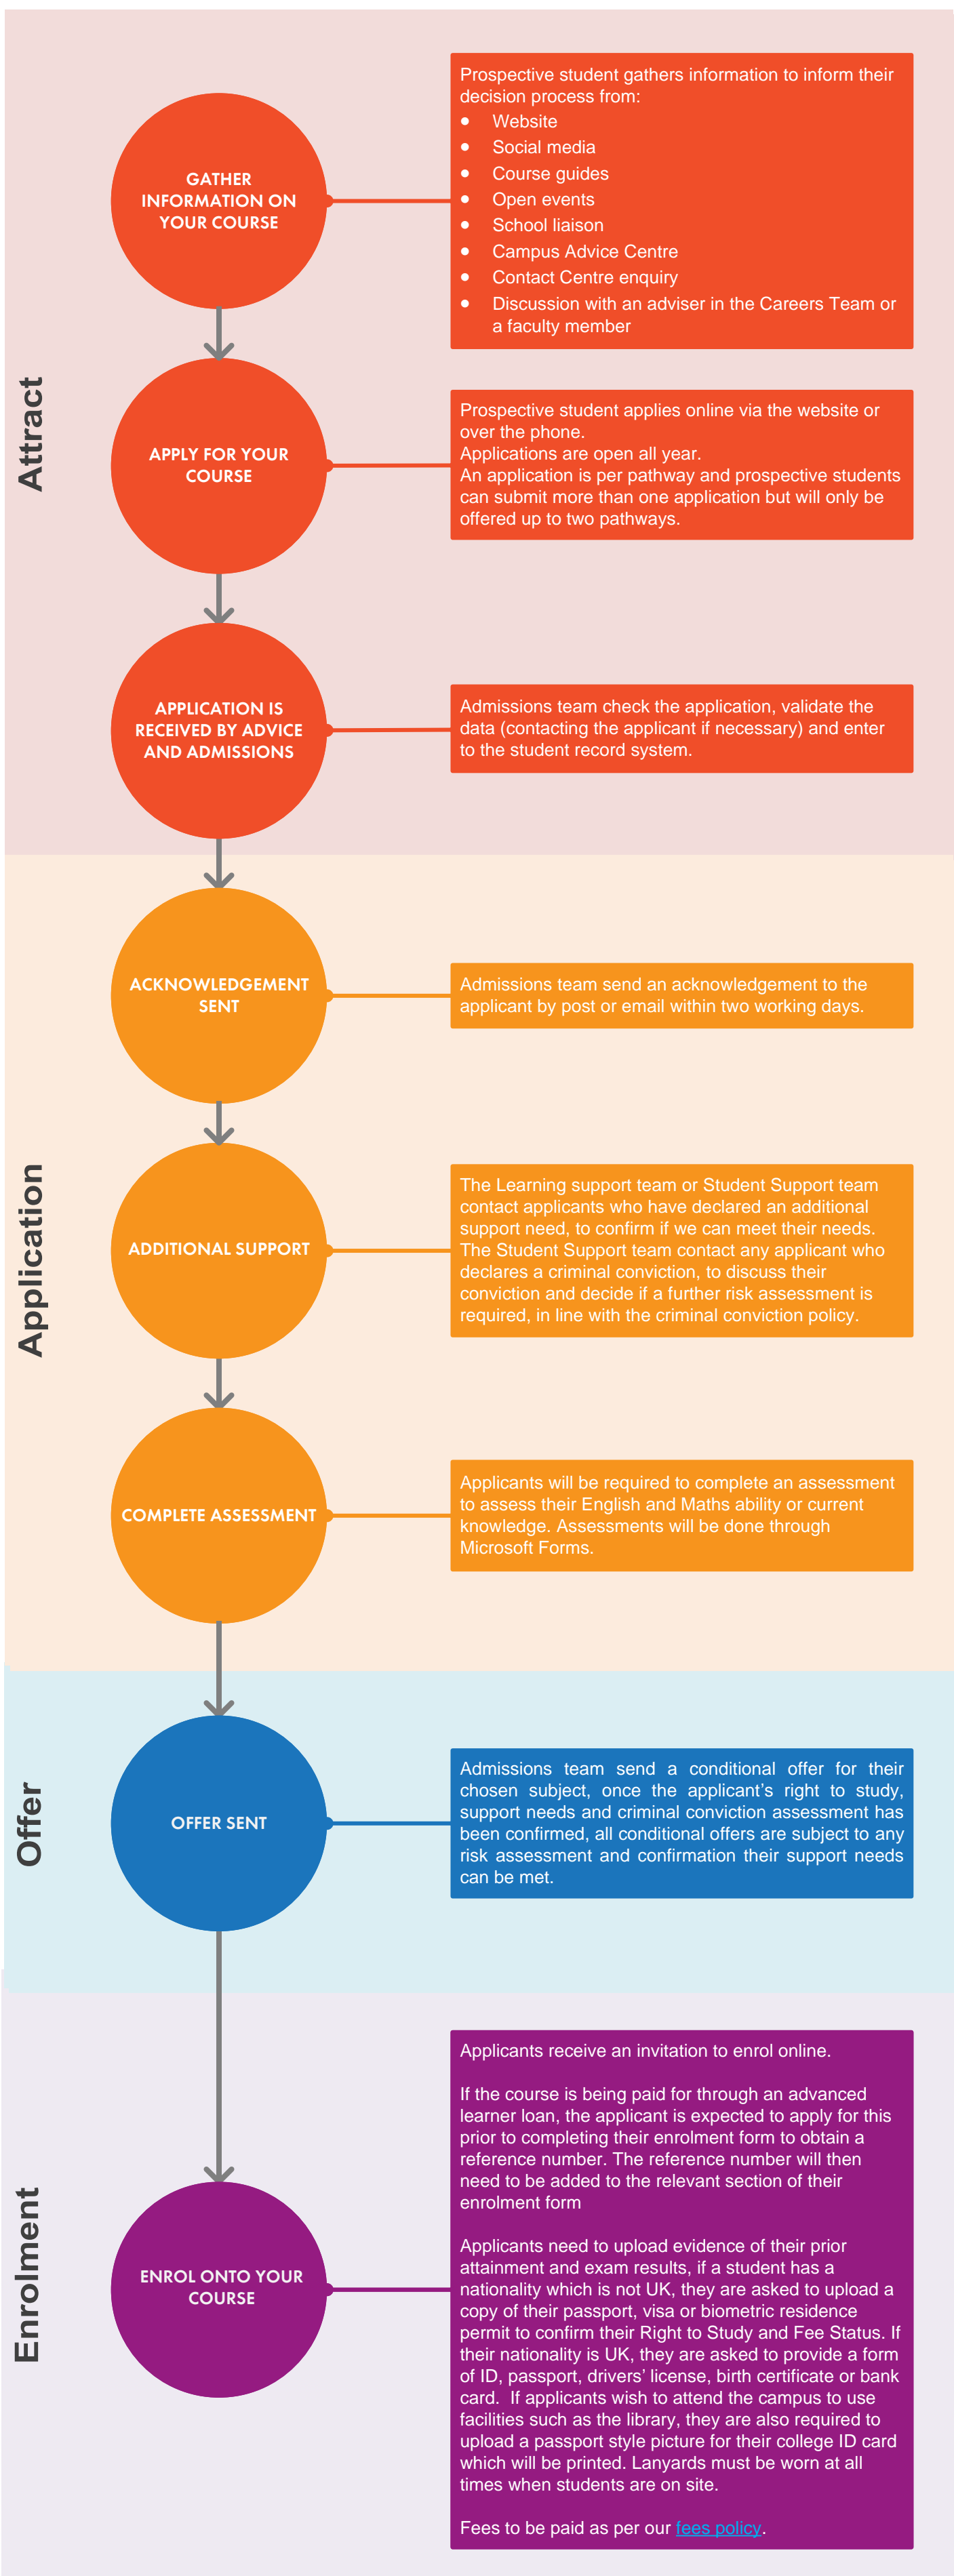 Attract
GATHER
INFORMATION ON
YOUR COURSE
Prospective student gathers information to inform their
decision process from:
• Website
• Social media
• Course guides
• Open events
• School liaison
• Campus Advice Centre
• Contact Centre enquiry
• Discussion with an adviser in the Careers Team or
a faculty member
APPLY FOR YOUR
COURSE
Prospective student applies online via the website or
over the phone.
Applications are open all year.
An application is per pathway and prospective students
can submit more than one application but will only be
offered up to two pathways.
APPLICATION IS
RECEIVED BY ADVICE
AND ADMISSIONS
Admissions team check the application, validate the
data (contacting the applicant if necessary) and enter
to the student record system.
Application
ACKNOWLEDGEMENT
SENT
Admissions team send an acknowledgement to the
applicant by post or email within two working days.
ADDITIONAL SUPPORT
The Learning support team or Student Support team
contact applicants who have declared an additional
support need, to confirm if we can meet their needs.
The Student Support team contact any applicant who
declares a criminal conviction, to discuss their
conviction and decide if a further risk assessment is
required, in line with the criminal conviction policy.
COMPLETE ASSESSMENT
Applicants will be required to complete an assessment
to assess their English and Maths ability or current
knowledge. Assessments will be done through
Microsoft Forms.
Offer
OFFER SENT
Admissions team send a conditional offer for their
chosen subject, once the applicant's right to study,
support needs and criminal conviction assessment has
been confirmed, all conditional offers are subject to any
risk assessment and confirmation their support needs
can be met.
Enrolment
ENROL ONTO YOUR
COURSE
Applicants receive an invitation to enrol online.
If the course is being paid for through an advanced
learner loan, the applicant is expected to apply for this
prior to completing their enrolment form to obtain a
reference number. The reference number will then
need to be added to the relevant section of their
enrolment form
Applicants need to upload evidence of their prior
attainment and exam results, if a student has a
nationality which is not UK, they are asked to upload a
copy of their passport, visa or biometric residence
permit to confirm their Right to Study and Fee Status. If
their nationality is UK, they are asked to provide a form
of ID, passport, drivers' license, birth certificate or bank
card. If applicants wish to attend the campus to use
facilities such as the library, they are also required to
upload a passport style picture for their college ID card
which will be printed. Lanyards must be worn at all
times when students are on site.
Fees to be paid as per our fees policy.